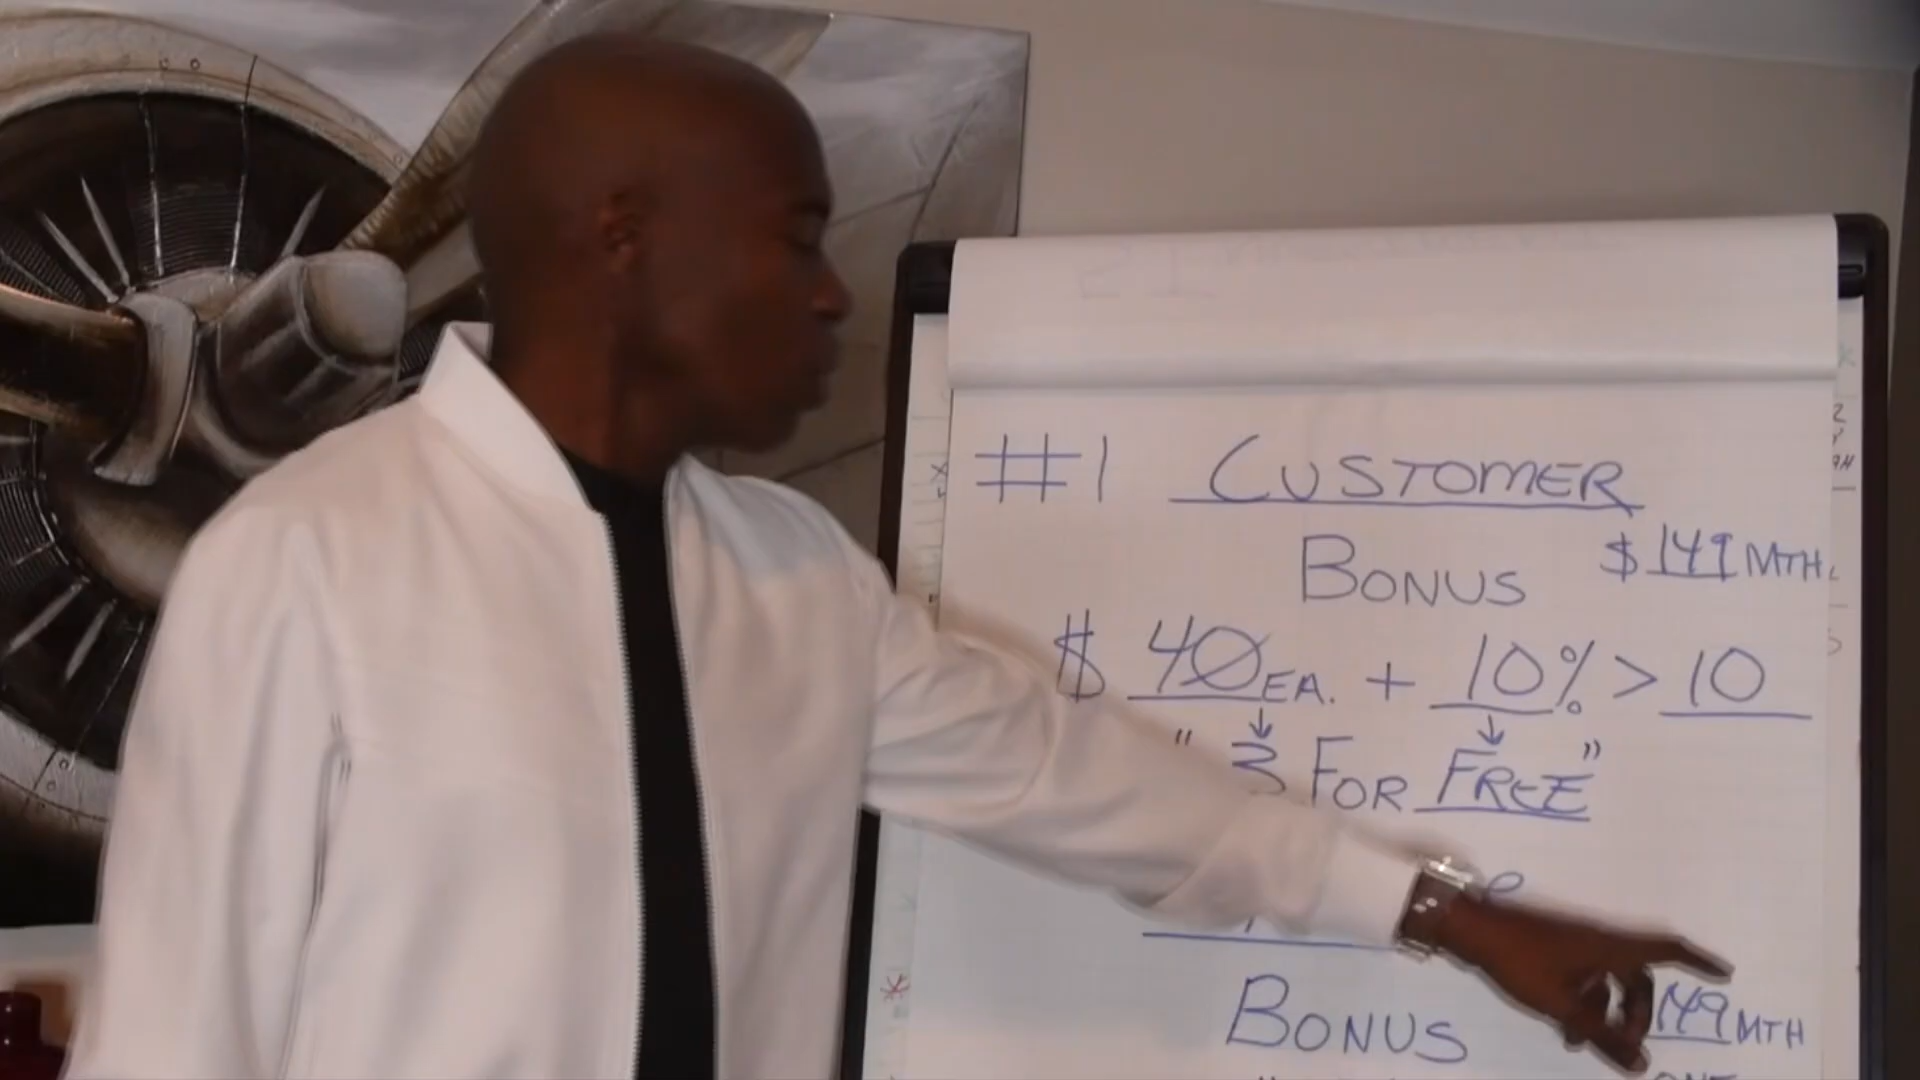 #1 CUSTOMER
BONUS $149 MTH
$ 40 EA. + 10% > 10
"3 FOR FREE"
BONUS 149 MTH